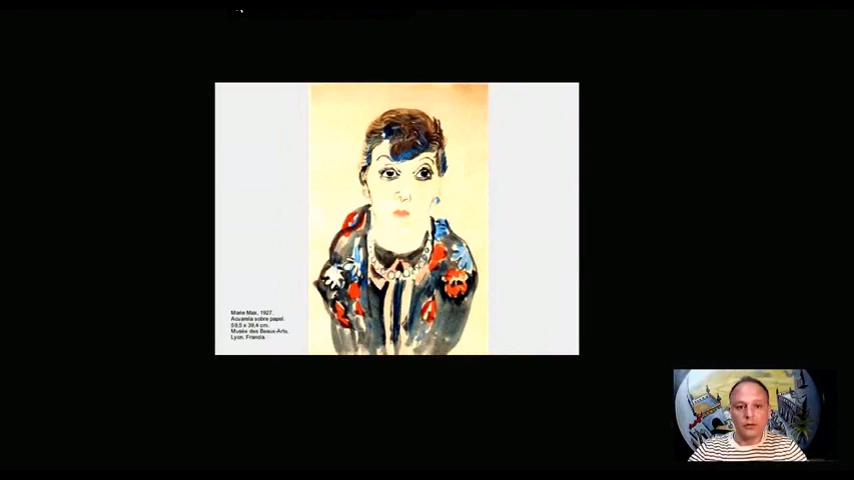 Marie Max, 1927.
Acuarela sobre papel.
59,5 x 39,4 cm.
Musée des Beaux-Arts,
Lyon. Francia.